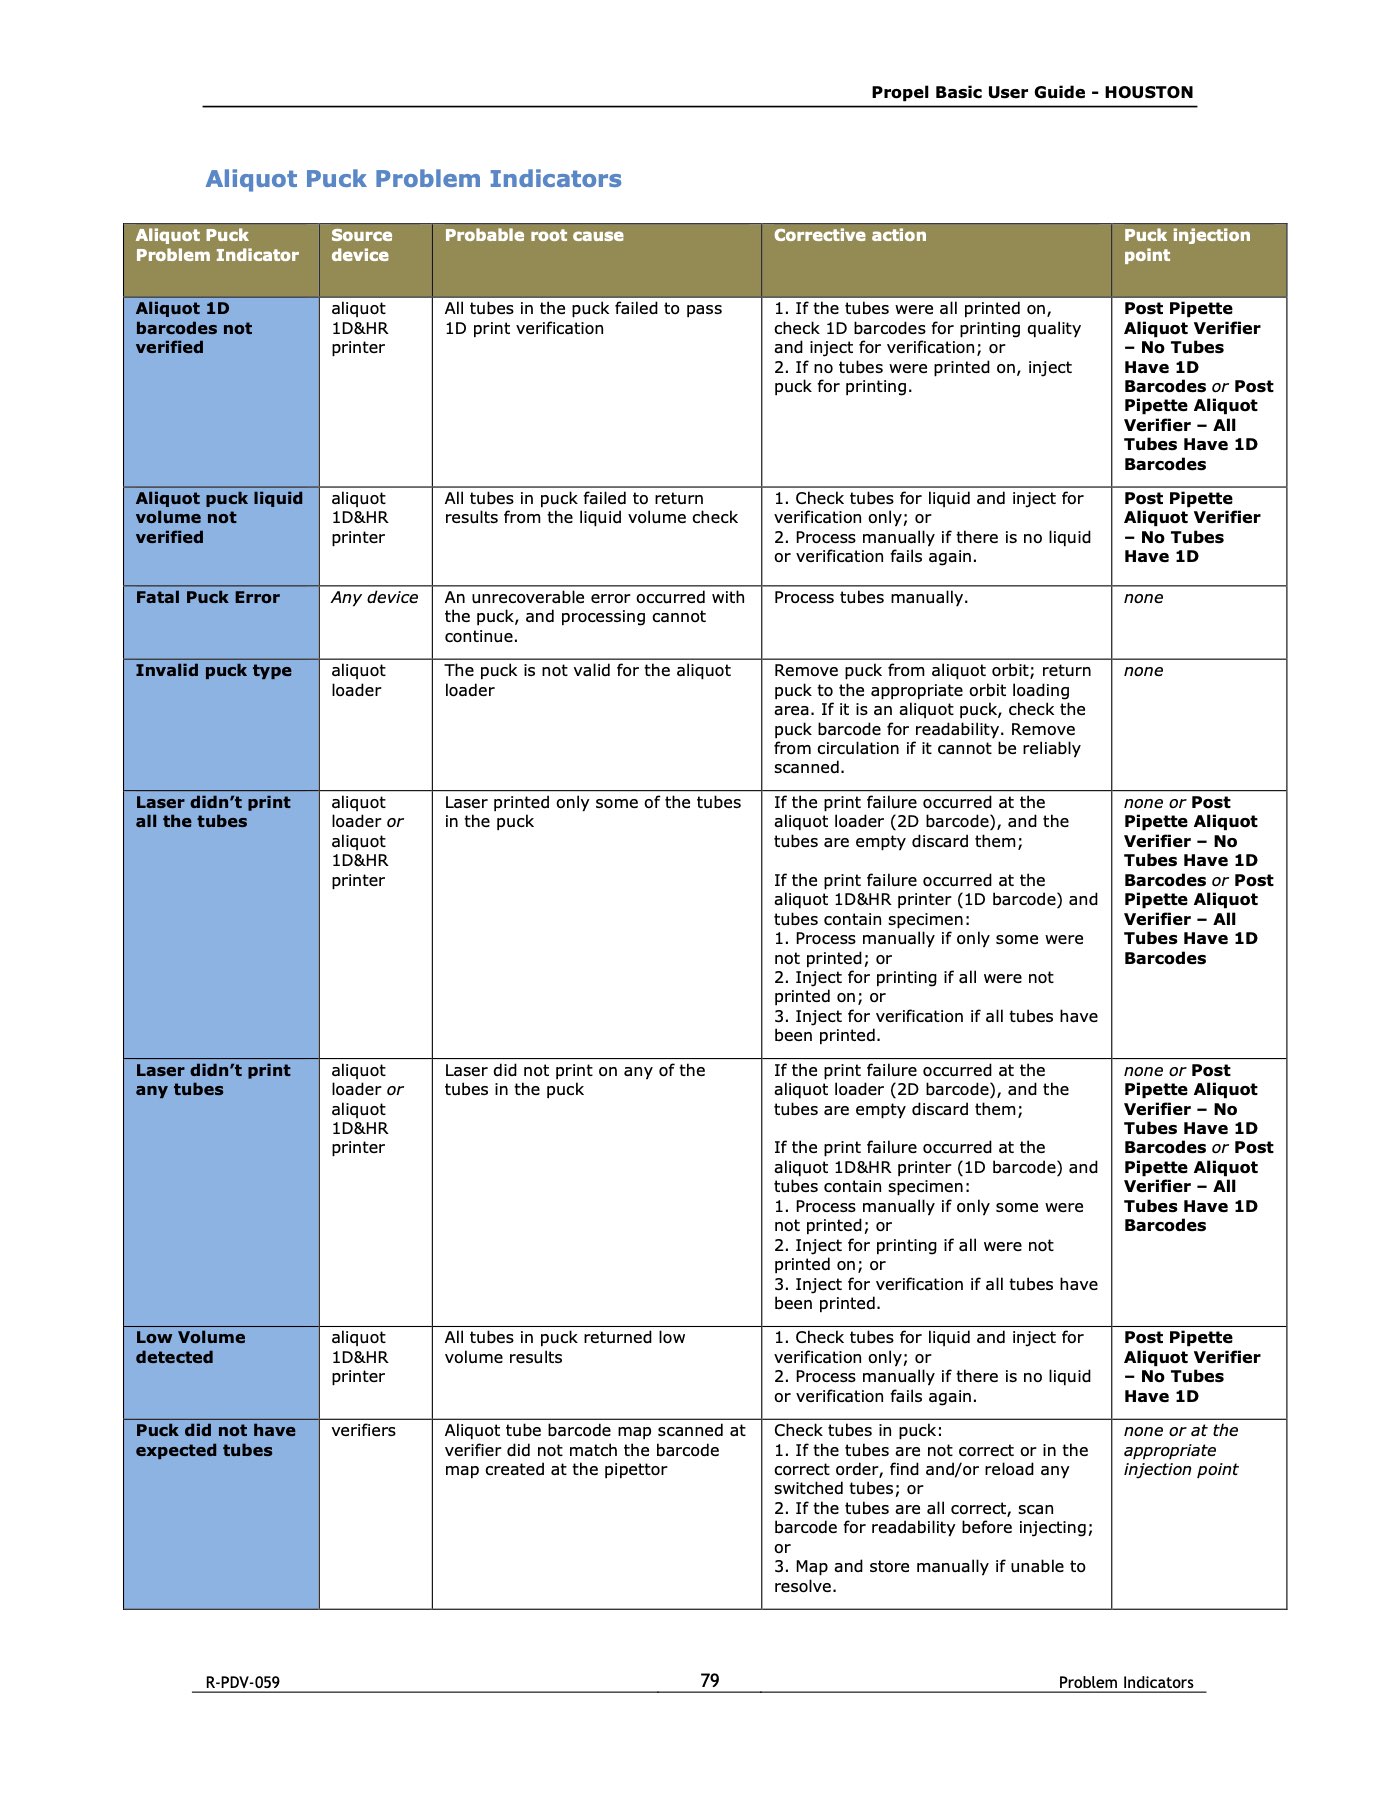 Propel Basic User Guide - HOUSTON
Aliquot Puck Problem Indicators
Aliquot Puck
Problem Indicator
Source
device
Probable root cause
Corrective action
Puck injection
point
Aliquot 1D
barcodes not
verified
aliquot
1D&HR
printer
All tubes in the puck failed to pass
1D print verification
1. If the tubes were all printed on,
check 1D barcodes for printing quality
and inject for verification; or
2. If no tubes were printed on, inject
puck for printing.
Post Pipette
Aliquot Verifier
– No Tubes
Have 1D
Barcodes or Post
Pipette Aliquot
Verifier – All
Tubes Have 1D
Barcodes
Aliquot puck liquid
volume not
verified
aliquot
1D&HR
printer
All tubes in puck failed to return
results from the liquid volume check
1. Check tubes for liquid and inject for
verification only; or
2. Process manually if there is no liquid
or verification fails again.
Post Pipette
Aliquot Verifier
– No Tubes
Have 1D
Fatal Puck Error
Any device
An unrecoverable error occurred with
the puck, and processing cannot
continue.
Process tubes manually.
none
Invalid puck type
aliquot
loader
The puck is not valid for the aliquot
loader
Remove puck from aliquot orbit; return
puck to the appropriate orbit loading
area. If it is an aliquot puck, check the
puck barcode for readability. Remove
from circulation if it cannot be reliably
scanned.
none
Laser didn’t print
all the tubes
aliquot
loader or
aliquot
1D&HR
printer
Laser printed only some of the tubes
in the puck
If the print failure occurred at the
aliquot loader (2D barcode), and the
tubes are empty discard them;
If the print failure occurred at the
aliquot 1D&HR printer (1D barcode) and
tubes contain specimen:
1. Process manually if only some were
not printed; or
2. Inject for printing if all were not
printed on; or
3. Inject for verification if all tubes have
been printed.
none or Post
Pipette Aliquot
Verifier – No
Tubes Have 1D
Barcodes or Post
Pipette Aliquot
Verifier – All
Tubes Have 1D
Barcodes
Laser didn’t print
any tubes
aliquot
loader or
aliquot
1D&HR
printer
Laser did not print on any of the
tubes in the puck
If the print failure occurred at the
aliquot loader (2D barcode), and the
tubes are empty discard them;
If the print failure occurred at the
aliquot 1D&HR printer (1D barcode) and
tubes contain specimen:
1. Process manually if only some were
not printed; or
2. Inject for printing if all were not
printed on; or
3. Inject for verification if all tubes have
been printed.
none or Post
Pipette Aliquot
Verifier – No
Tubes Have 1D
Barcodes or Post
Pipette Aliquot
Verifier – All
Tubes Have 1D
Barcodes
Low Volume
detected
aliquot
1D&HR
printer
All tubes in puck returned low
volume results
1. Check tubes for liquid and inject for
verification only; or
2. Process manually if there is no liquid
or verification fails again.
Post Pipette
Aliquot Verifier
– No Tubes
Have 1D
Puck did not have
expected tubes
verifiers
Aliquot tube barcode map scanned at
verifier did not match the barcode
map created at the pipettor
Check tubes in puck:
1. If the tubes are not correct or in the
correct order, find and/or reload any
switched tubes; or
2. If the tubes are all correct, scan
barcode for readability before injecting;
or
3. Map and store manually if unable to
resolve.
none or at the
appropriate
injection point
R-PDV-059
79
Problem Indicators